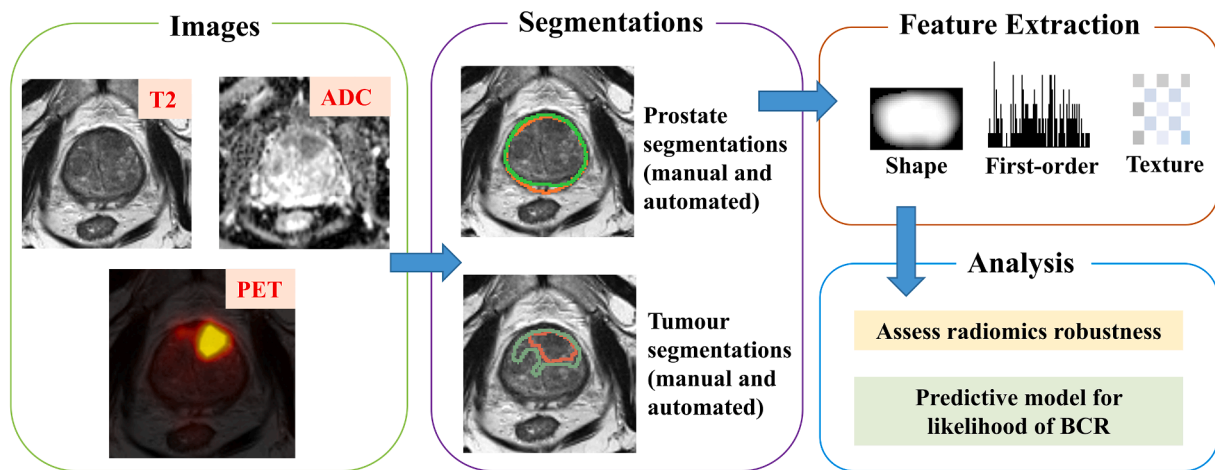 Images
T2
ADC
PET
Segmentations
Prostate
segmentations
(manual and
automated)
Tumour
segmentations
(manual and
automated)
Feature Extraction
Shape
First-order
Texture
Analysis
Assess radiomics robustness
Predictive model for
likelihood of BCR